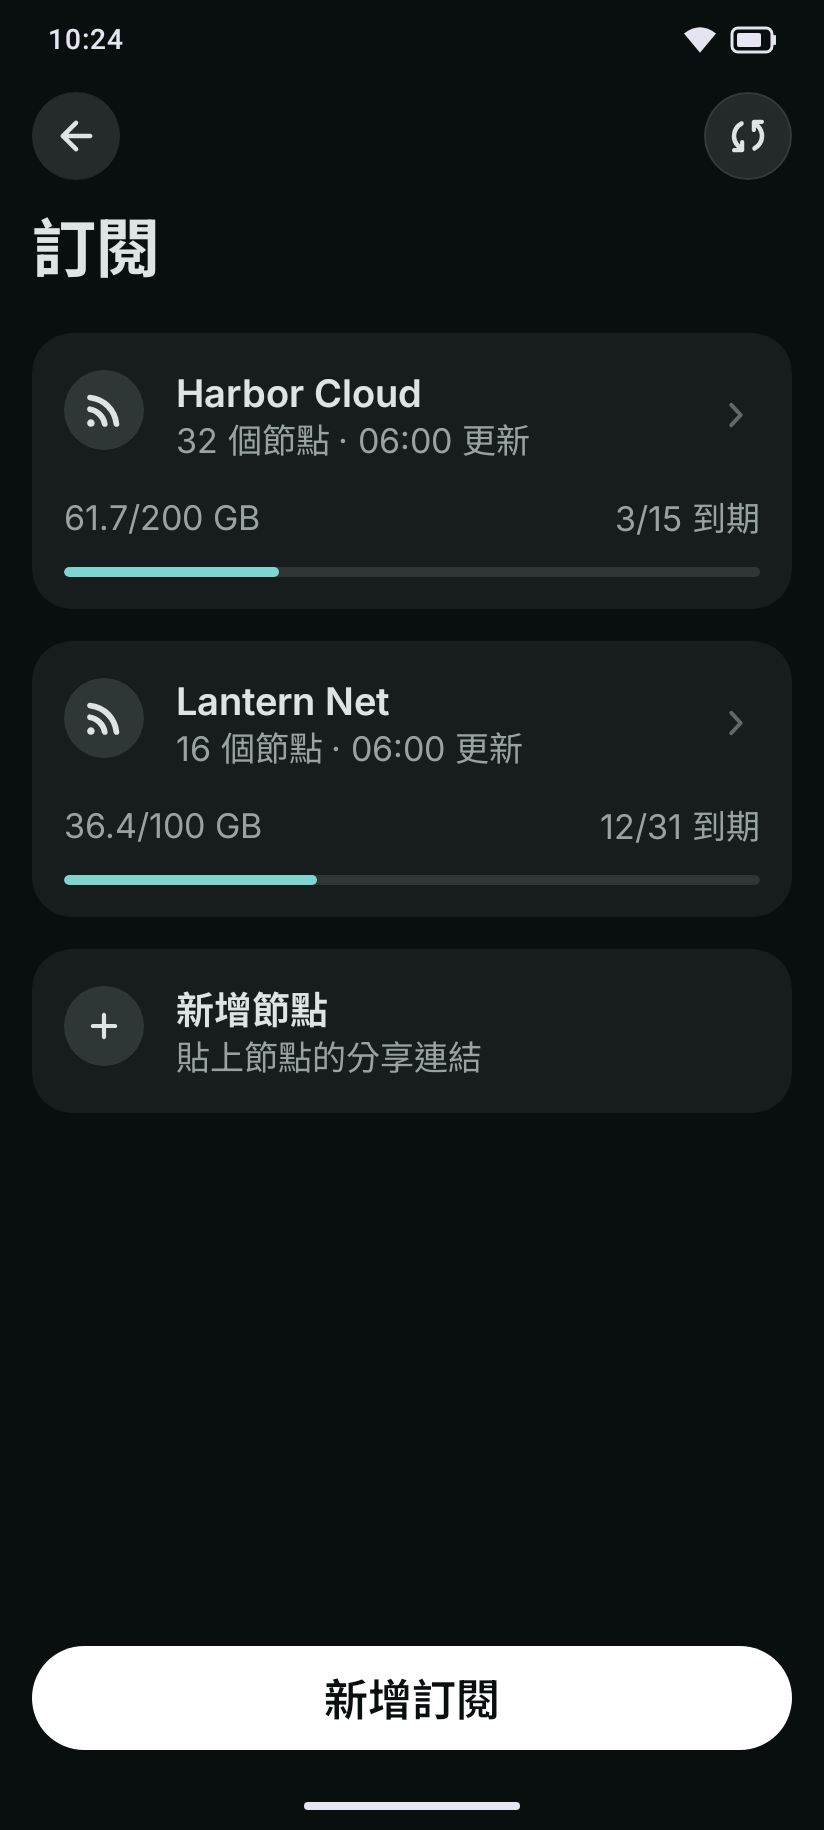 10:24
訂閱
Harbor Cloud
32 個節點 · 06:00 更新
61.7/200 GB
3/15 到期
Lantern Net
16 個節點 · 06:00 更新
36.4/100 GB
12/31 到期
新增節點
貼上節點的分享連結
新增訂閱